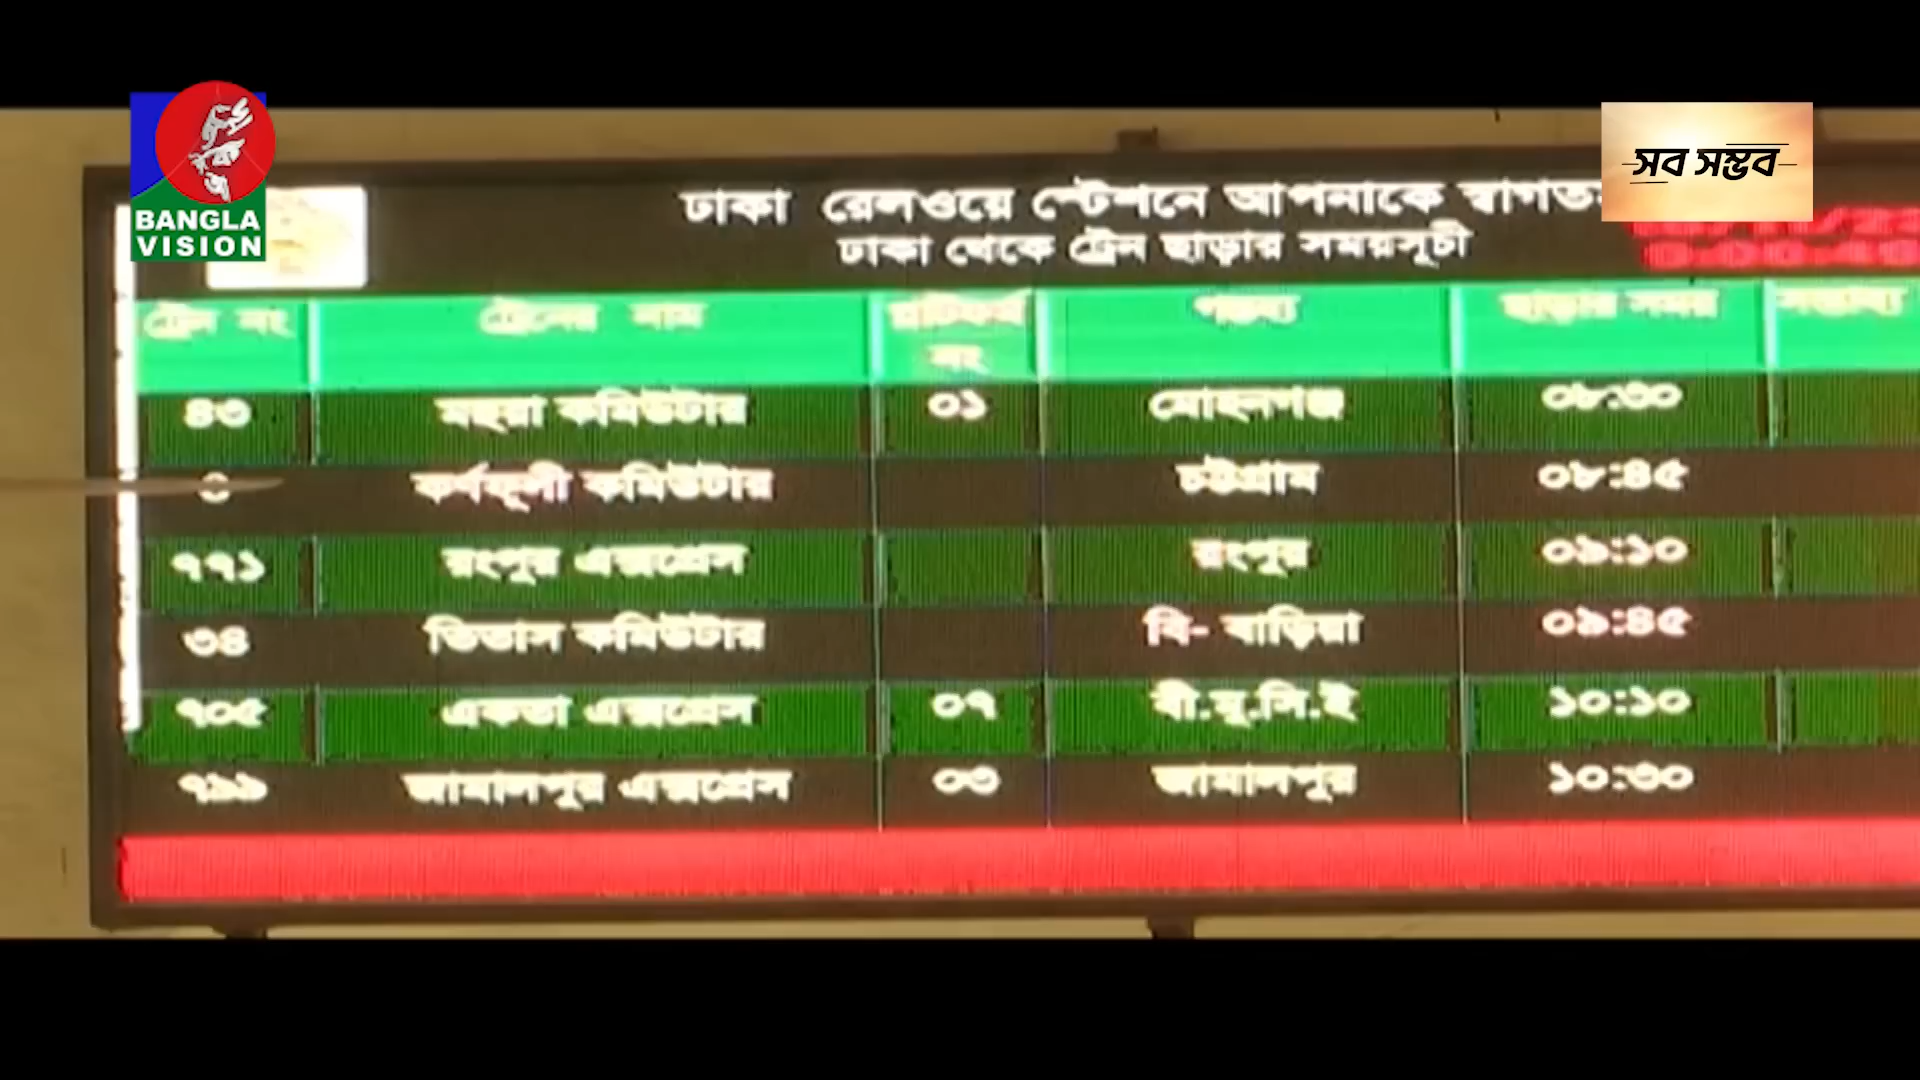 BANGLA
VISION
সব সম্ভব
ঢাকা রেলওয়ে স্টেশনে আপনাকে স্বাগত
ঢাকা থেকে ট্রেন ছাড়ার সময়সূচী
ট্রেন নং ট্রেনের নাম প্লাটফর্ম নং গন্তব্য ছাড়ার সময় সম্ভাব্য
৪৩ মহুয়া কমিউটার ০১ মোহনগঞ্জ ০৮:৩০
কর্ণফুলী কমিউটার চট্টগ্রাম ০৮:৪৫
৭৭১ রংপুর এক্সপ্রেস রংপুর ০৯:১০
৩৪ তিতাস কমিউটার বি- বাড়িয়া ০৯:৪৫
৭০৫ একতা এক্সপ্রেস ০৭ বী.মু.সি.ই ১০:১০
৭৯৯ জামালপুর এক্সপ্রেস ০৩ জামালপুর ১০:৩০